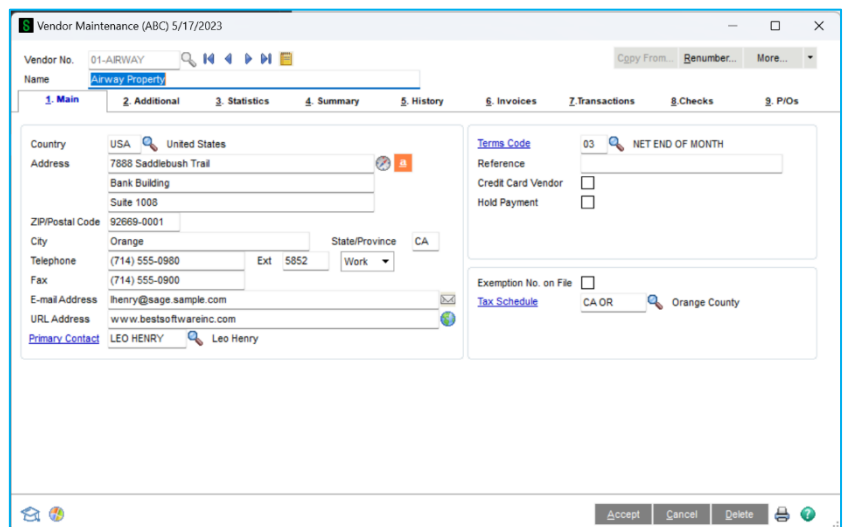 S Vendor Maintenance (ABC) 5/17/2023
Vendor No. 01-AIRWAY Copy From... Renumber... More...
Name Airway Property
1. Main 2. Additional 3. Statistics 4. Summary 5. History 6. Invoices 7.Transactions 8.Checks 9. P/Os
Country USA United States
Address 7888 Saddlebush Trail a
Bank Building
Suite 1008
ZIP/Postal Code 92669-0001
City Orange State/Province CA
Telephone (714) 555-0980 Ext 5852 Work
Fax (714) 555-0900
E-mail Address lhenry@sage.sample.com
URL Address www.bestsoftwareinc.com
Primary Contact LEO HENRY Leo Henry
Terms Code 03 NET END OF MONTH
Reference
Credit Card Vendor
Hold Payment
Exemption No. on File
Tax Schedule CA OR Orange County
Accept Cancel Delete ?